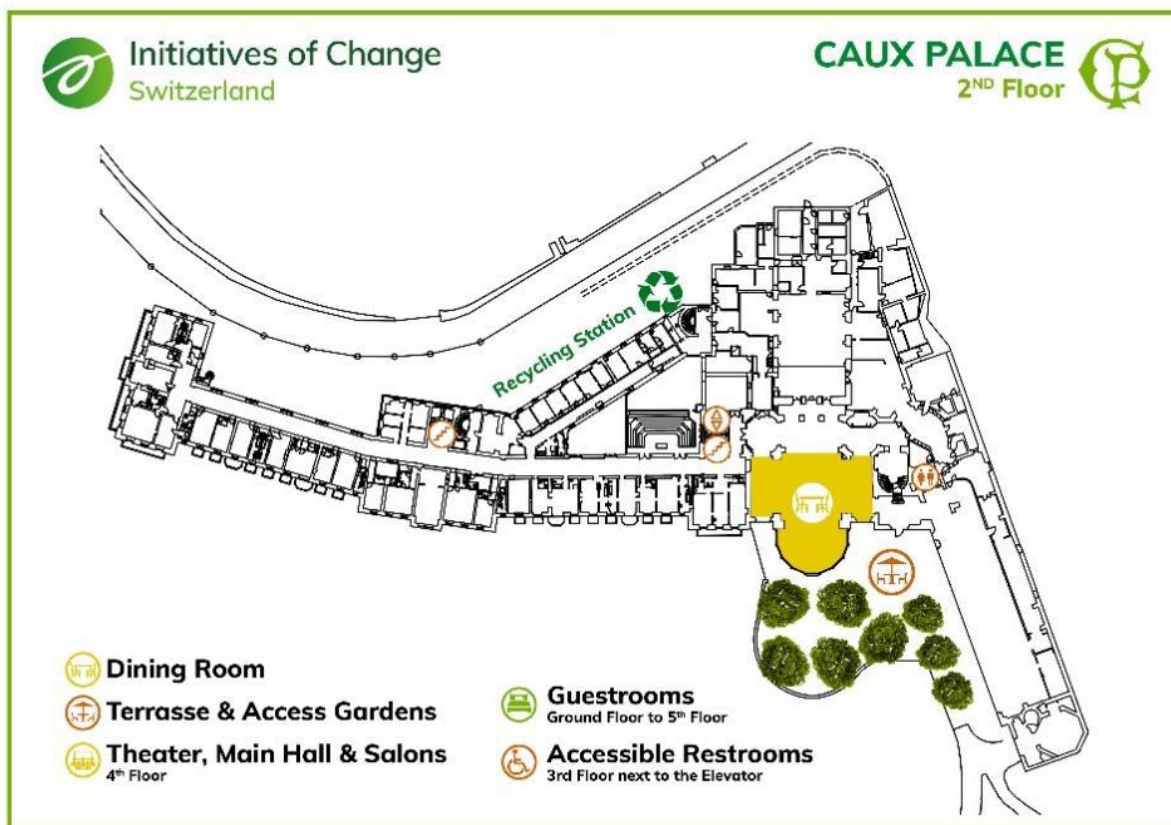 Initiatives of Change
Switzerland
CAUX PALACE
2ND Floor
Recycling Station
Dining Room
Terrasse & Access Gardens
Theater, Main Hall & Salons
4th Floor
Guestrooms
Ground Floor to 5th Floor
Accessible Restrooms
3rd Floor next to the Elevator